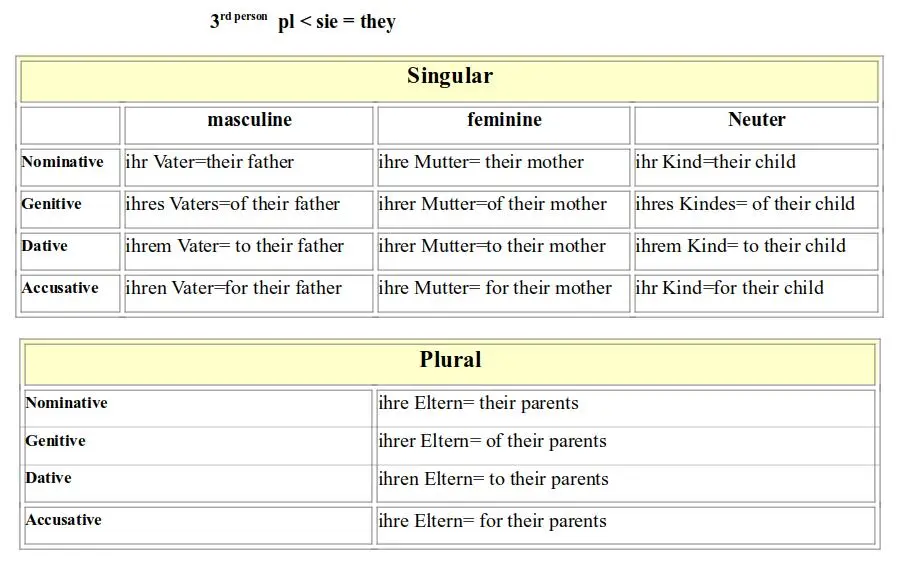 3rd person pl < sie = they
Singular
masculine feminine Neuter
Nominative ihr Vater=their father ihre Mutter= their mother ihr Kind=their child
Genitive ihres Vaters=of their father ihrer Mutter=of their mother ihres Kindes= of their child
Dative ihrem Vater= to their father ihrer Mutter=to their mother ihrem Kind= to their child
Accusative ihren Vater=for their father ihre Mutter= for their mother ihr Kind=for their child
Plural
Nominative ihre Eltern= their parents
Genitive ihrer Eltern= of their parents
Dative ihren Eltern= to their parents
Accusative ihre Eltern= for their parents